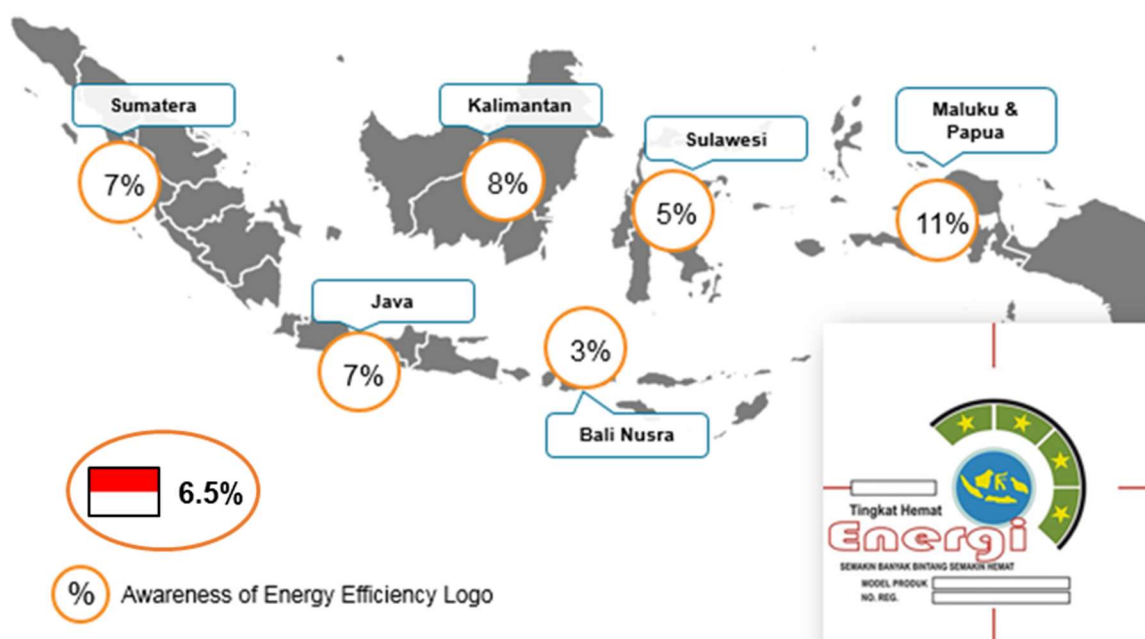 Sumatera
7%
Kalimantan
8%
Sulawesi
5%
Maluku &
Papua
11%
Java
7%
3%
Bali Nusra
6.5%
% Awareness of Energy Efficiency Logo
Tingkat Hemat
Energi
SEMAKIN BANYAK BINTANG SEMAKIN HEMAT
MODEL PRODUK
NO. REG.